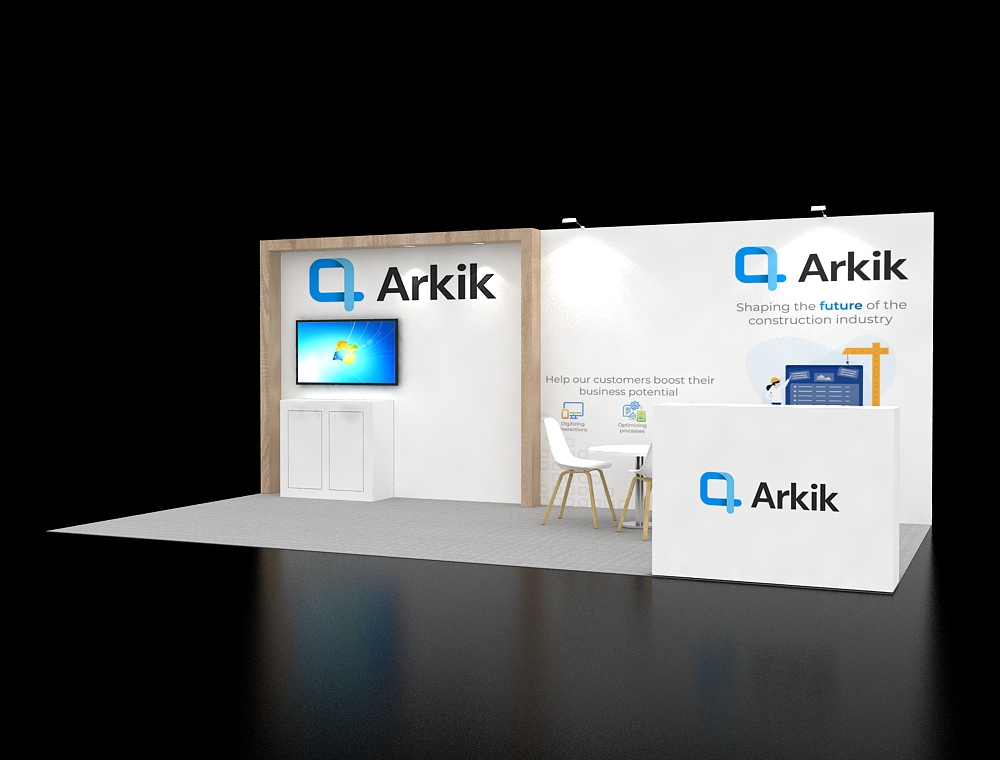 Arkik
Arkik
Shaping the future of the
construction industry
Help our customers boost their
business potential
Digitizing
interactions
Optimizing
processes
Arkik